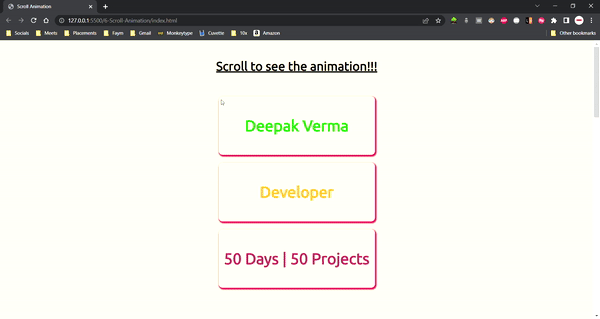 Scroll Animation
127.0.0.1:5500/6-Scroll-Animation/index.html
Socials
Meets
Placements
Faym
Gmail
Monkeytype
Cuvette
10x
Amazon
Other bookmarks
Scroll to see the animation!!!
Deepak Verma
Developer
50 Days | 50 Projects